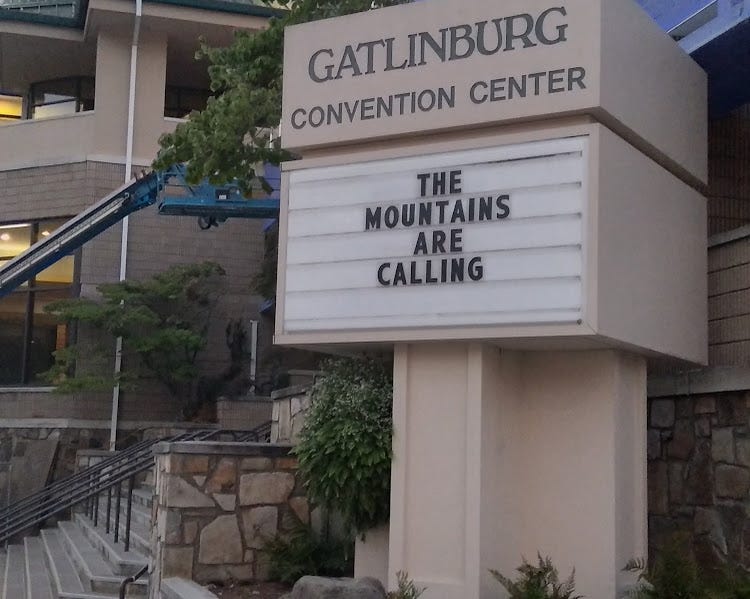 GATLINBURG
CONVENTION CENTER
THE
MOUNTAINS
ARE
CALLING